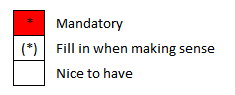 * Mandatory
(*) Fill in when making sense
Nice to have